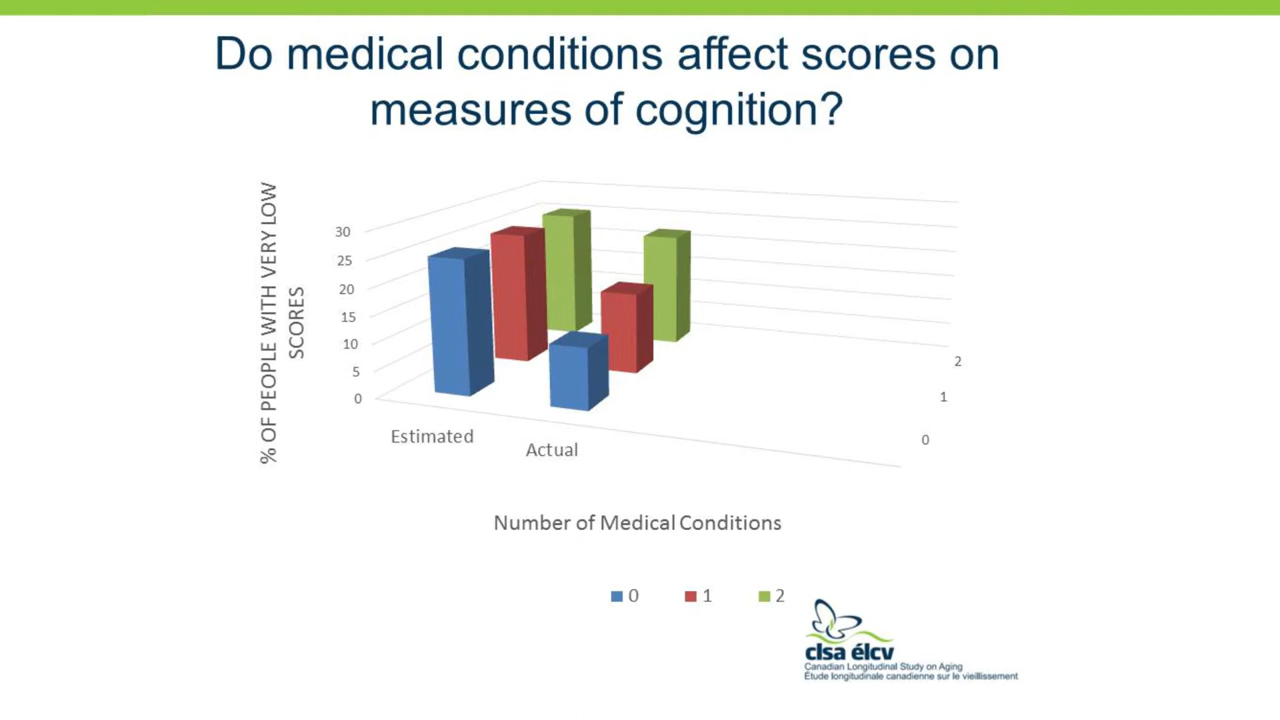 Do medical conditions affect scores on
measures of cognition?
% OF PEOPLE WITH VERY LOW
SCORES
30
25
20
15
10
5
0
Estimated
Actual
2
1
0
Number of Medical Conditions
0 1 2
clsa élcv
Canadian Longitudinal Study on Aging
Étude longitudinale canadienne sur le vieillissement